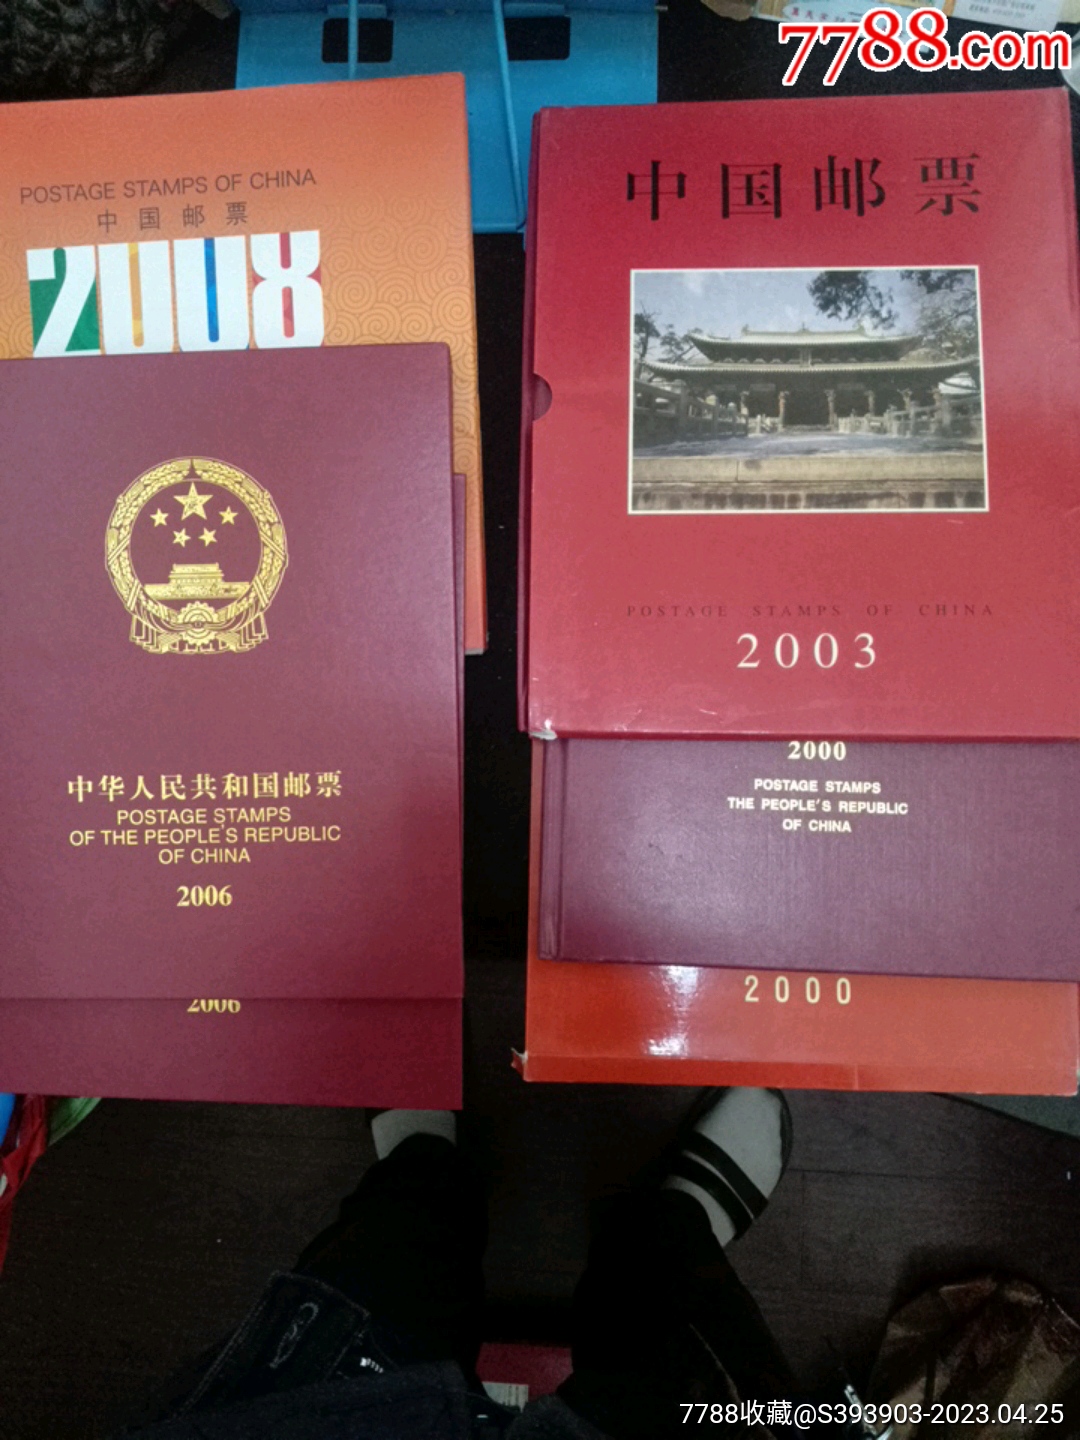 7788.com
POSTAGE STAMPS OF CHINA
中国邮票
2008
中国邮票
POSTAGE STAMPS OF CHINA
2003
中华人民共和国邮票
POSTAGE STAMPS
OF THE PEOPLE'S REPUBLIC
OF CHINA
2006
2006
2000
POSTAGE STAMPS
THE PEOPLE'S REPUBLIC
OF CHINA
2000
7788收藏@S393903-2023.04.25